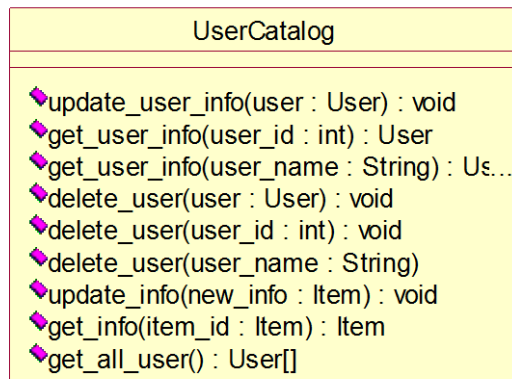 UserCatalog
update_user_info(user : User) : void
get_user_info(user_id : int) : User
get_user_info(user_name : String) : Us...
delete_user(user : User) : void
delete_user(user_id : int) : void
delete_user(user_name : String)
update_info(new_info : Item) : void
get_info(item_id : Item) : Item
get_all_user() : User[]